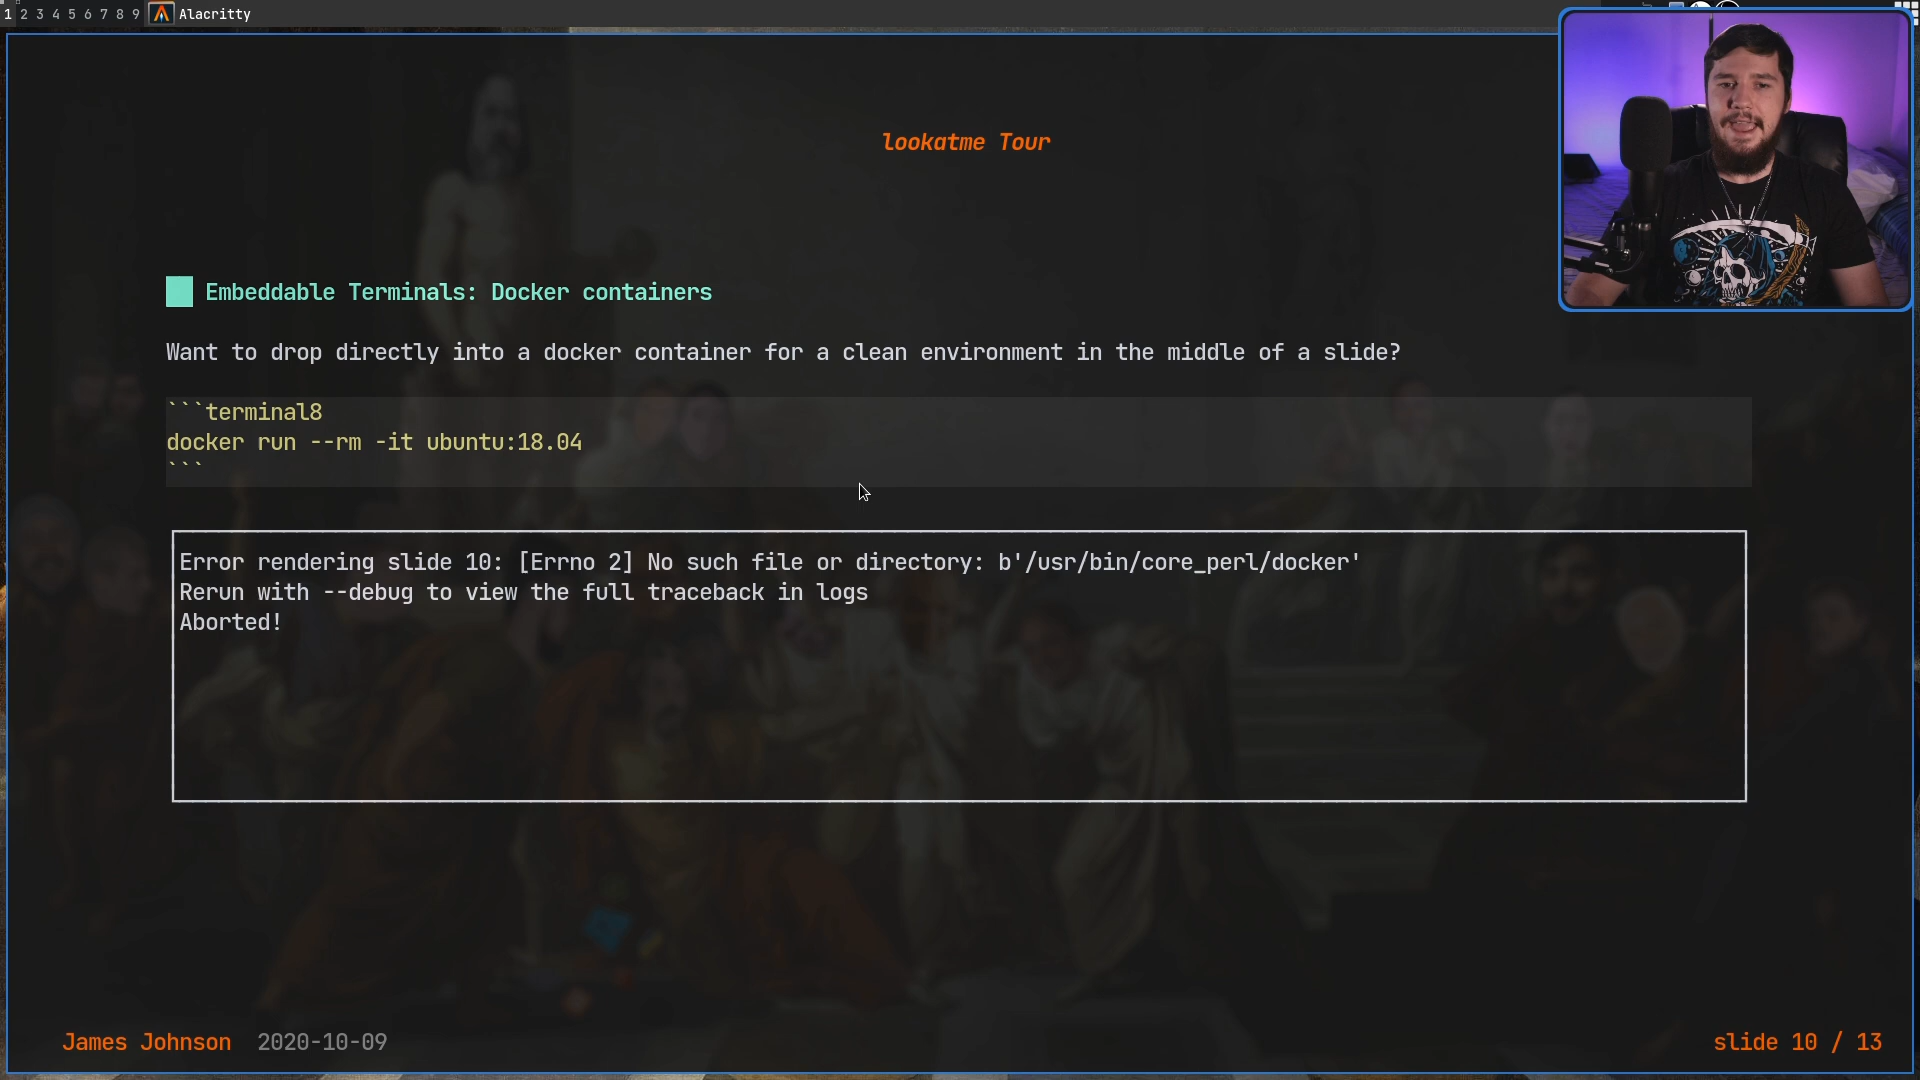 1 2 3 4 5 6 7 8 9 Alacritty
lookatme Tour
Embeddable Terminals: Docker containers
Want to drop directly into a docker container for a clean environment in the middle of a slide?
```terminal8
docker run --rm -it ubuntu:18.04
```
Error rendering slide 10: [Errno 2] No such file or directory: b'/usr/bin/core_perl/docker'
Rerun with --debug to view the full traceback in logs
Aborted!
James Johnson 2020-10-09
slide 10 / 13